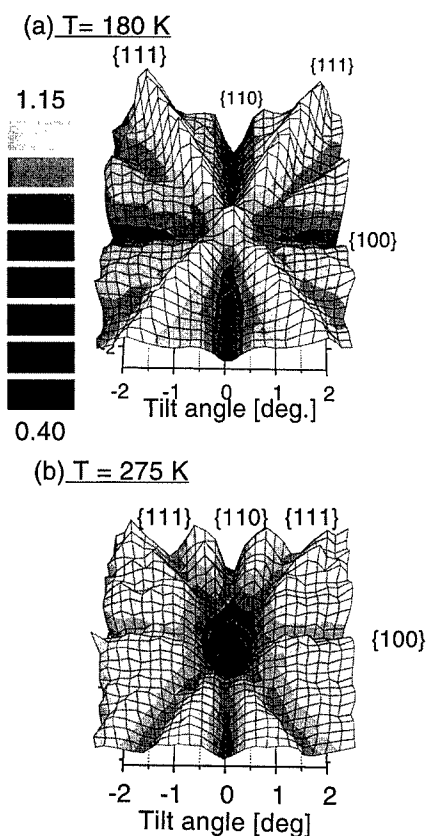 (a) T= 180 K
{111} {110} {111}
1.15
{100}
0.40
-2
-2 -1 0 1 2
Tilt angle [deg.]
(b) T = 275 K
{111} {110} {111}
{100}
-2 -1 0 1 2
Tilt angle [deg]